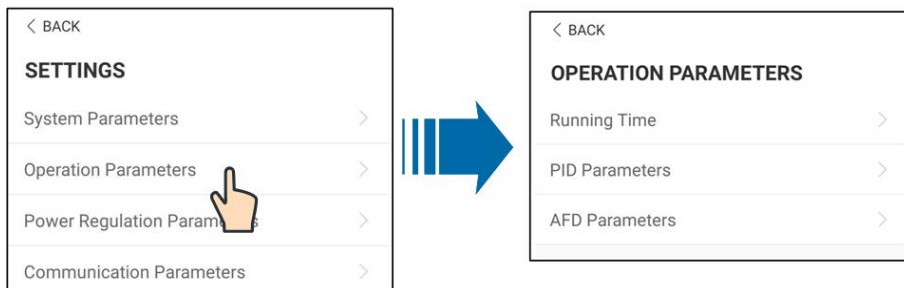 < BACK
SETTINGS
System Parameters
Operation Parameters
Power Regulation Parameters
Communication Parameters
< BACK
OPERATION PARAMETERS
Running Time
PID Parameters
AFD Parameters